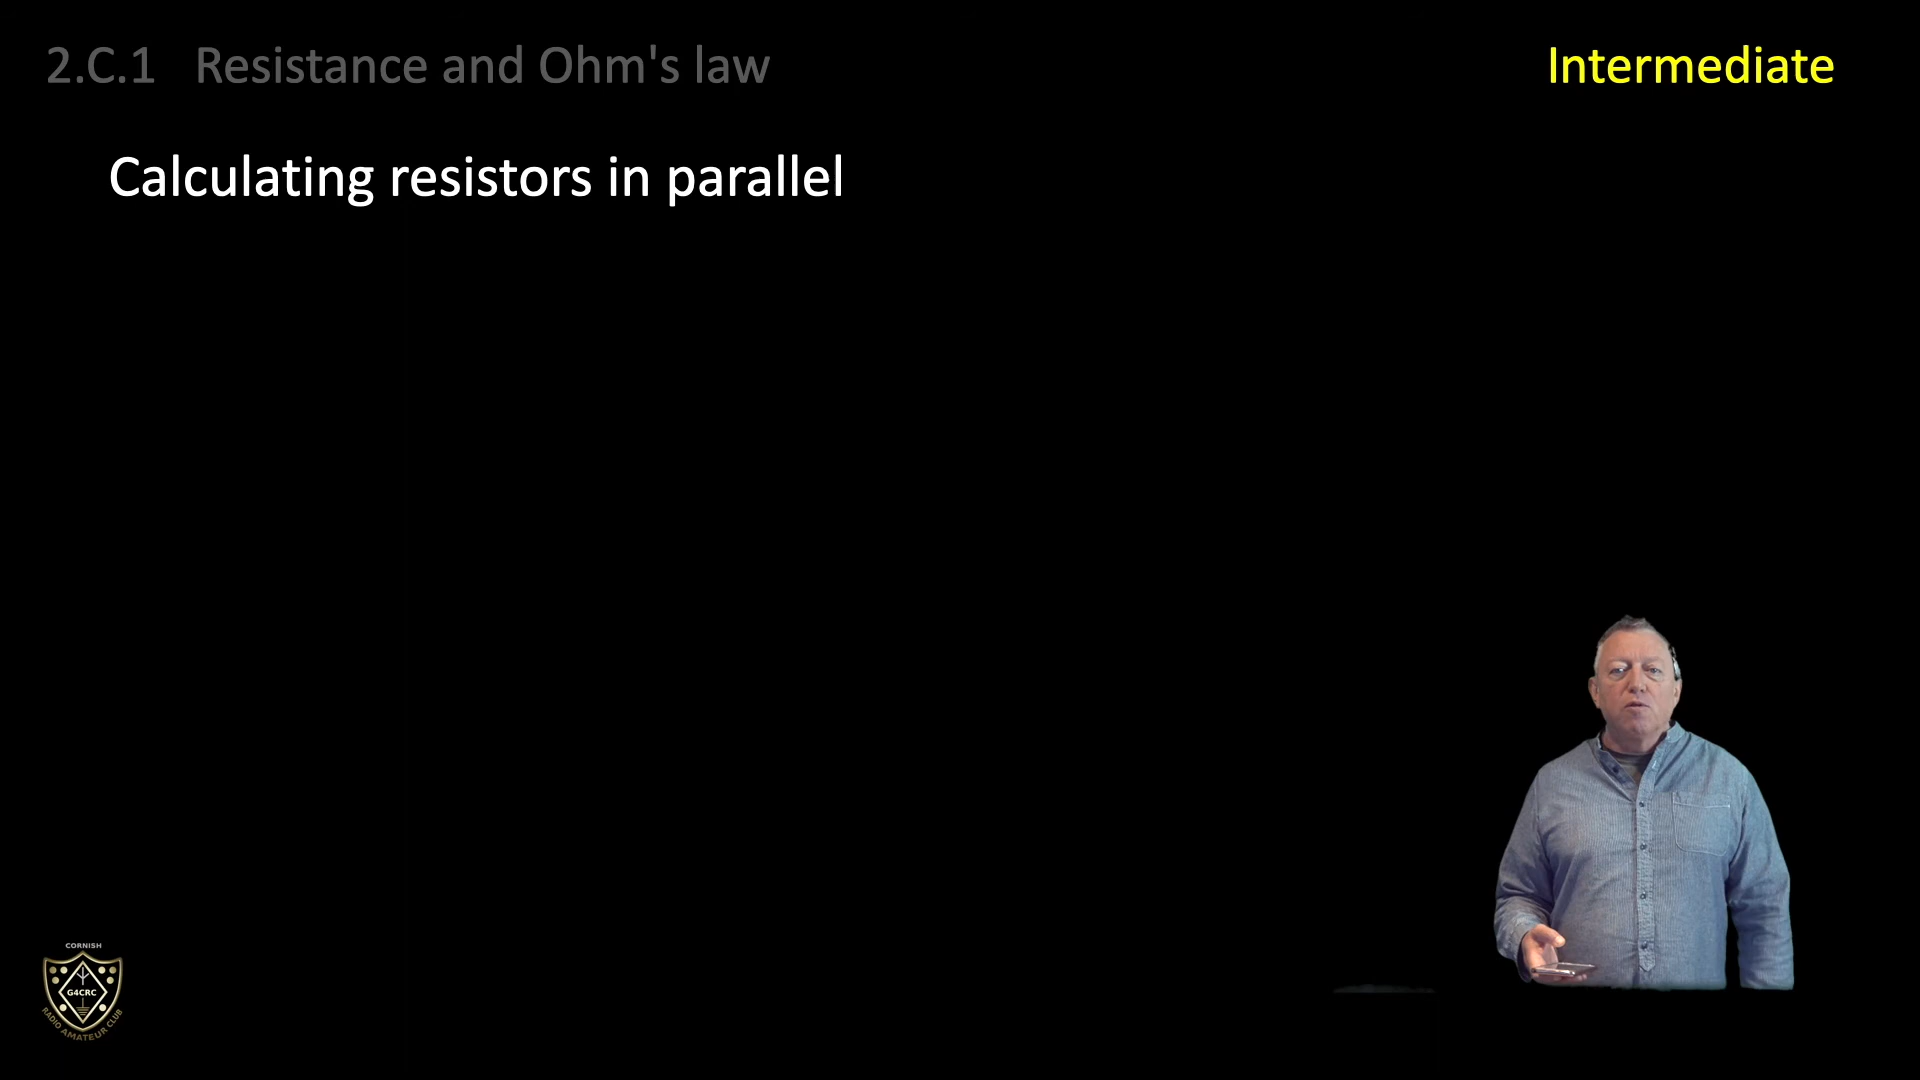 2.C.1 Resistance and Ohm's law
Intermediate
Calculating resistors in parallel
CORNISH
G4CRC
RADIO AMATEUR CLUB